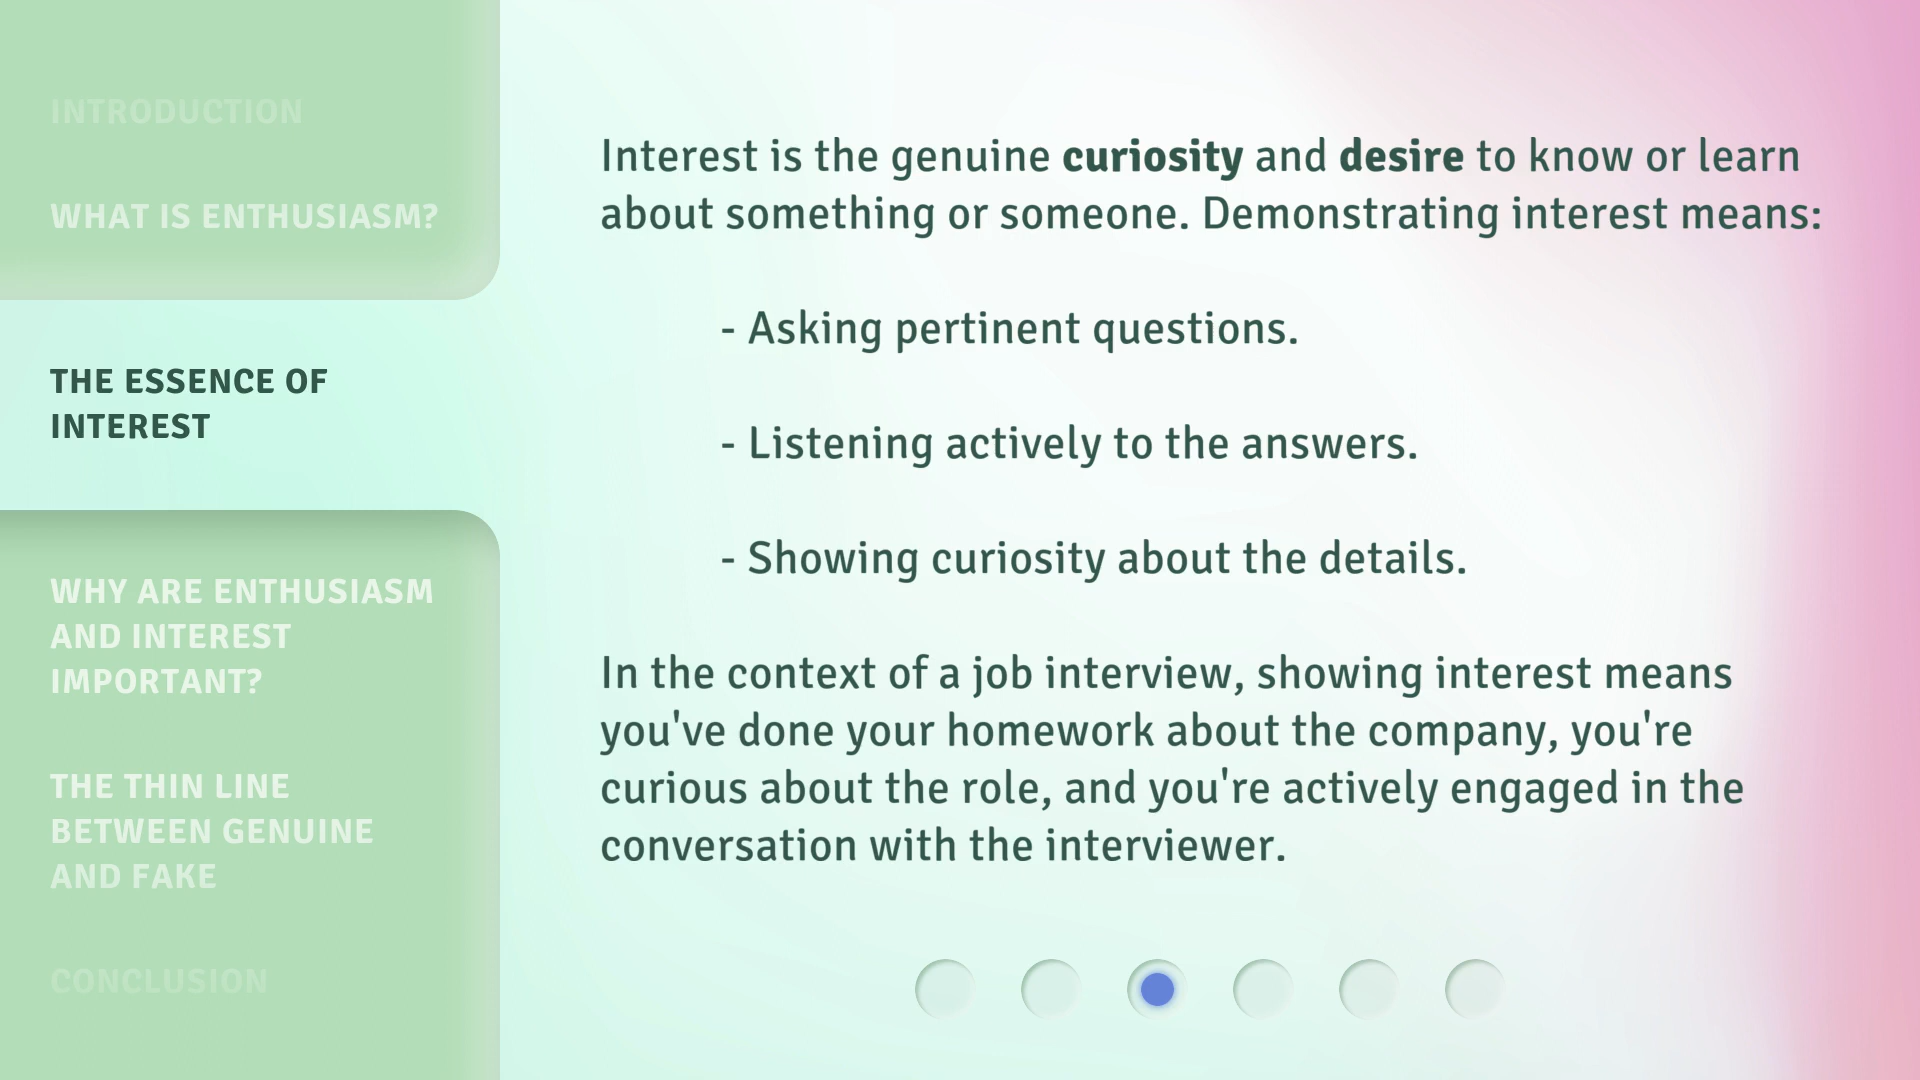 INTRODUCTION
WHAT IS ENTHUSIASM?
THE ESSENCE OF
INTEREST
WHY ARE ENTHUSIASM
AND INTEREST
IMPORTANT?
THE THIN LINE
BETWEEN GENUINE
AND FAKE
CONCLUSION
Interest is the genuine curiosity and desire to know or learn
about something or someone. Demonstrating interest means:
- Asking pertinent questions.
- Listening actively to the answers.
- Showing curiosity about the details.
In the context of a job interview, showing interest means
you've done your homework about the company, you're
curious about the role, and you're actively engaged in the
conversation with the interviewer.